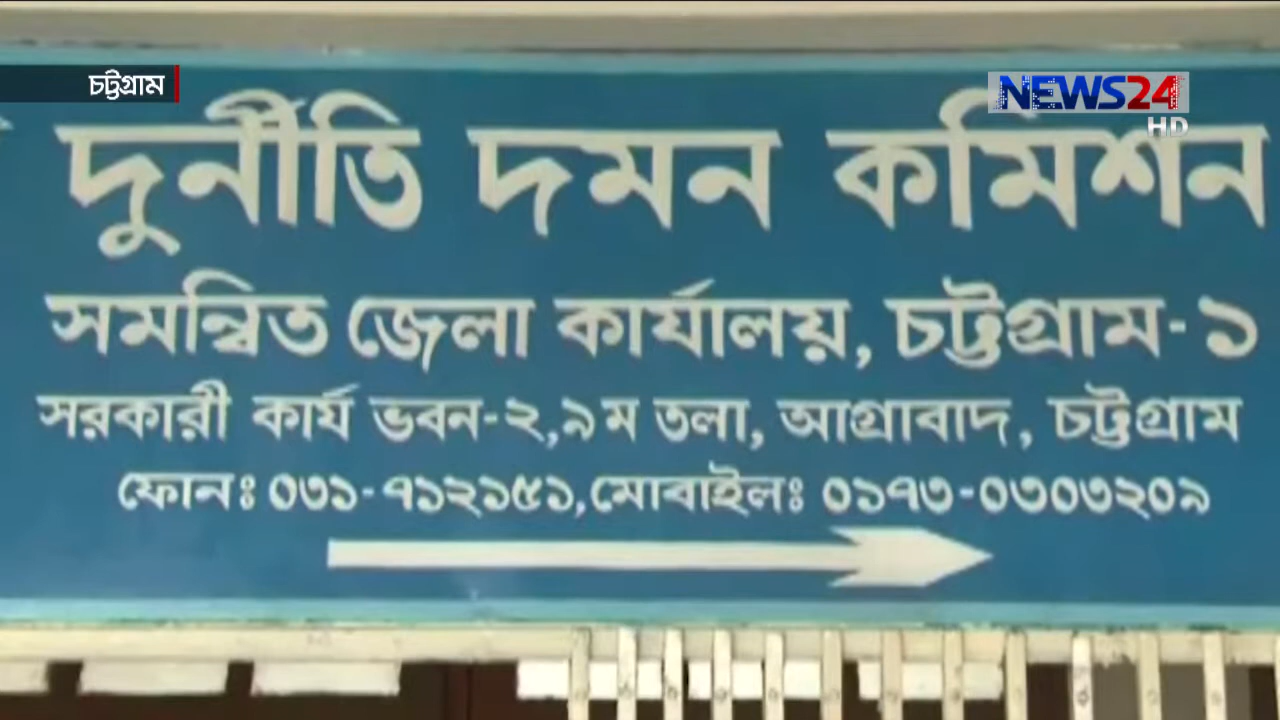 চট্টগ্রাম
NEWS24
HD
দুর্নীতি দমন কমিশন
সমন্বিত জেলা কার্যালয়, চট্টগ্রাম-১
সরকারী কার্য ভবন-২,৯ম তলা, আগ্রাবাদ, চট্টগ্রাম
ফোনঃ ০৩১-৭১২১৫১,মোবাইলঃ ০১৭৩-০৩০৩২০৯